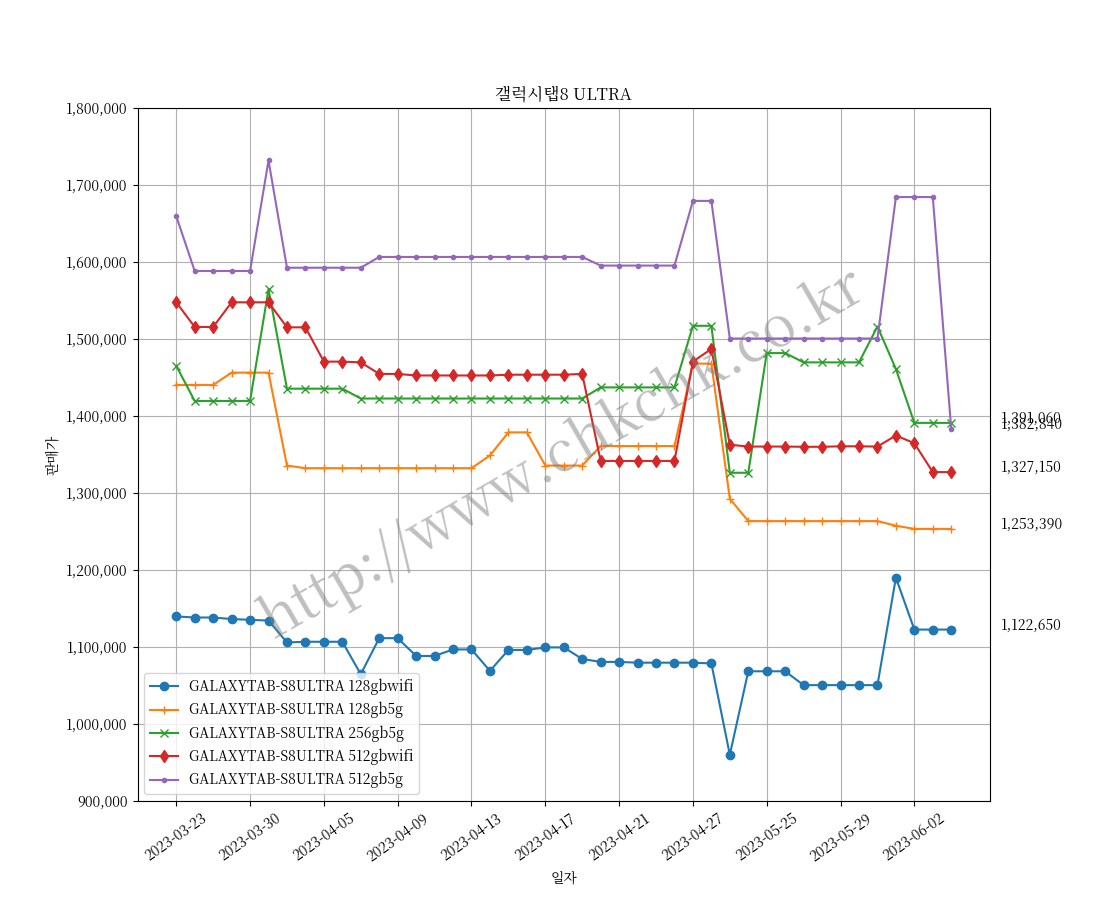 갤럭시탭8 ULTRA
1,800,000
1,700,000
1,600,000
1,500,000
1,400,000
1,300,000
1,200,000
1,100,000
1,000,000
900,000
판매가
http://www.chkchk.co.kr
1,391,060
1,382,840
1,327,150
1,253,390
1,122,650
GALAXYTAB-S8ULTRA 128gbwifi
GALAXYTAB-S8ULTRA 128gb5g
GALAXYTAB-S8ULTRA 256gb5g
GALAXYTAB-S8ULTRA 512gbwifi
GALAXYTAB-S8ULTRA 512gb5g
2023-03-23
2023-03-30
2023-04-05
2023-04-09
2023-04-13
2023-04-17
2023-04-21
2023-04-27
2023-05-25
2023-05-29
2023-06-02
일자